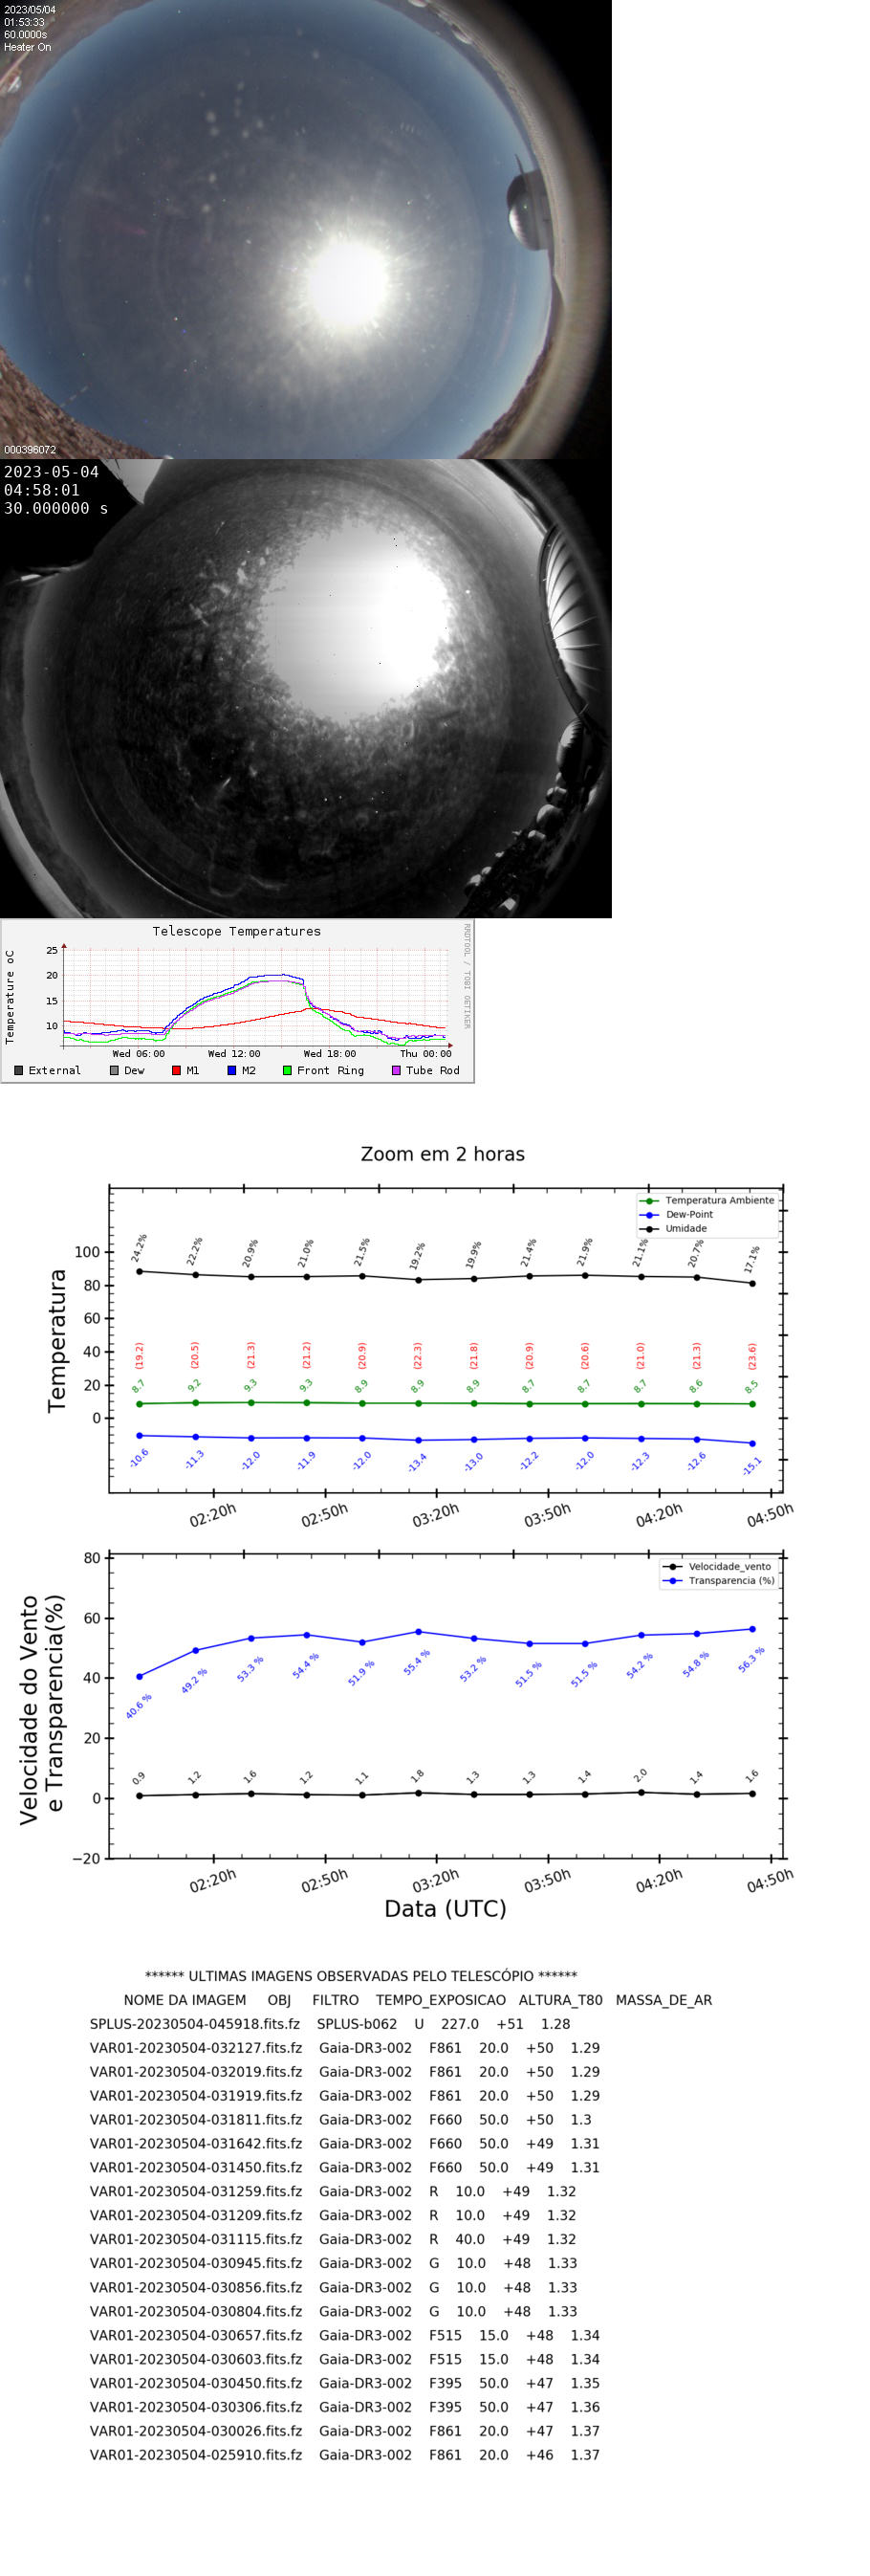 2023/05/04
01:53:33
60.0000s
Heater On
000396072
2023-05-04
04:58:01
30.000000 s
Telescope Temperatures
Temperature oC
RRDTOOL / TOBI OETIKER
25
20
15
10
Wed 06:00 Wed 12:00 Wed 18:00 Thu 00:00
External Dew M1 M2 Front Ring Tube Rod
Zoom em 2 horas
Temperatura
Temperatura Ambiente
Dew-Point
Umidade
100
80
60
40
20
0
24.2% 22.2% 20.9% 21.0% 21.5% 19.2% 19.9% 21.4% 21.9% 21.1% 20.7% 17.1%
(19.2) (20.5) (21.3) (21.2) (20.9) (22.3) (21.8) (20.9) (20.6) (21.0) (21.3) (23.6)
8.7 9.2 9.3 9.3 8.9 8.9 8.9 8.7 8.7 8.7 8.6 8.5
-10.6 -11.3 -12.0 -11.9 -12.0 -13.4 -13.0 -12.2 -12.0 -12.3 -12.6 -15.1
02:20h 02:50h 03:20h 03:50h 04:20h 04:50h
Velocidade do Vento
e Transparencia(%)
Velocidade_vento
Transparencia (%)
80
60
40
20
0
−20
40.6 % 49.2 % 53.3 % 54.4 % 51.9 % 55.4 % 53.2 % 51.5 % 51.5 % 54.2 % 54.8 % 56.3 %
0.9 1.2 1.6 1.2 1.1 1.8 1.3 1.3 1.4 2.0 1.4 1.6
02:20h 02:50h 03:20h 03:50h 04:20h 04:50h
Data (UTC)
****** ULTIMAS IMAGENS OBSERVADAS PELO TELESCÓPIO ******
NOME DA IMAGEM OBJ FILTRO TEMPO_EXPOSICAO ALTURA_T80 MASSA_DE_AR
SPLUS-20230504-045918.fits.fz SPLUS-b062 U 227.0 +51 1.28
VAR01-20230504-032127.fits.fz Gaia-DR3-002 F861 20.0 +50 1.29
VAR01-20230504-032019.fits.fz Gaia-DR3-002 F861 20.0 +50 1.29
VAR01-20230504-031919.fits.fz Gaia-DR3-002 F861 20.0 +50 1.29
VAR01-20230504-031811.fits.fz Gaia-DR3-002 F660 50.0 +50 1.3
VAR01-20230504-031642.fits.fz Gaia-DR3-002 F660 50.0 +49 1.31
VAR01-20230504-031450.fits.fz Gaia-DR3-002 F660 50.0 +49 1.31
VAR01-20230504-031259.fits.fz Gaia-DR3-002 R 10.0 +49 1.32
VAR01-20230504-031209.fits.fz Gaia-DR3-002 R 10.0 +49 1.32
VAR01-20230504-031115.fits.fz Gaia-DR3-002 R 40.0 +49 1.32
VAR01-20230504-030945.fits.fz Gaia-DR3-002 G 10.0 +48 1.33
VAR01-20230504-030856.fits.fz Gaia-DR3-002 G 10.0 +48 1.33
VAR01-20230504-030804.fits.fz Gaia-DR3-002 G 10.0 +48 1.33
VAR01-20230504-030657.fits.fz Gaia-DR3-002 F515 15.0 +48 1.34
VAR01-20230504-030603.fits.fz Gaia-DR3-002 F515 15.0 +48 1.34
VAR01-20230504-030450.fits.fz Gaia-DR3-002 F395 50.0 +47 1.35
VAR01-20230504-030306.fits.fz Gaia-DR3-002 F395 50.0 +47 1.36
VAR01-20230504-030026.fits.fz Gaia-DR3-002 F861 20.0 +47 1.37
VAR01-20230504-025910.fits.fz Gaia-DR3-002 F861 20.0 +46 1.37